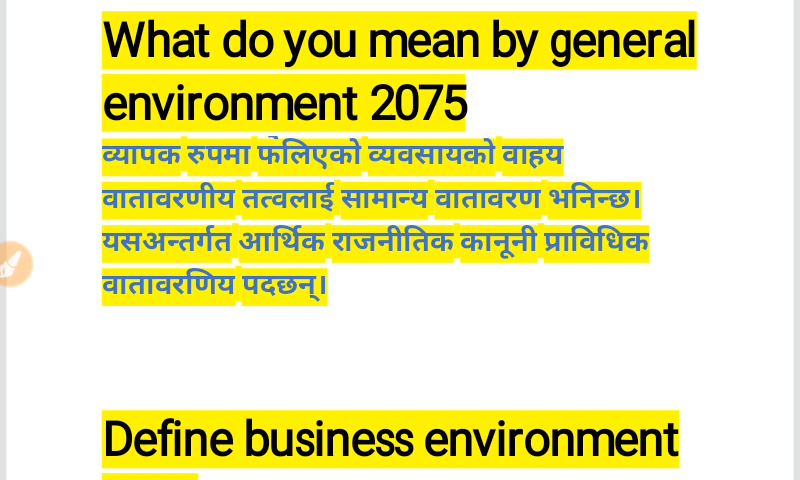 What do you mean by general
environment 2075
व्यापक रुपमा फैलिएको व्यवसायको वाहय
वातावरणीय तत्वलाई सामान्य वातावरण भनिन्छ।
यसअन्तर्गत आर्थिक राजनीतिक कानूनी प्राविधिक
वातावरणिय पदछन्।
Define business environment